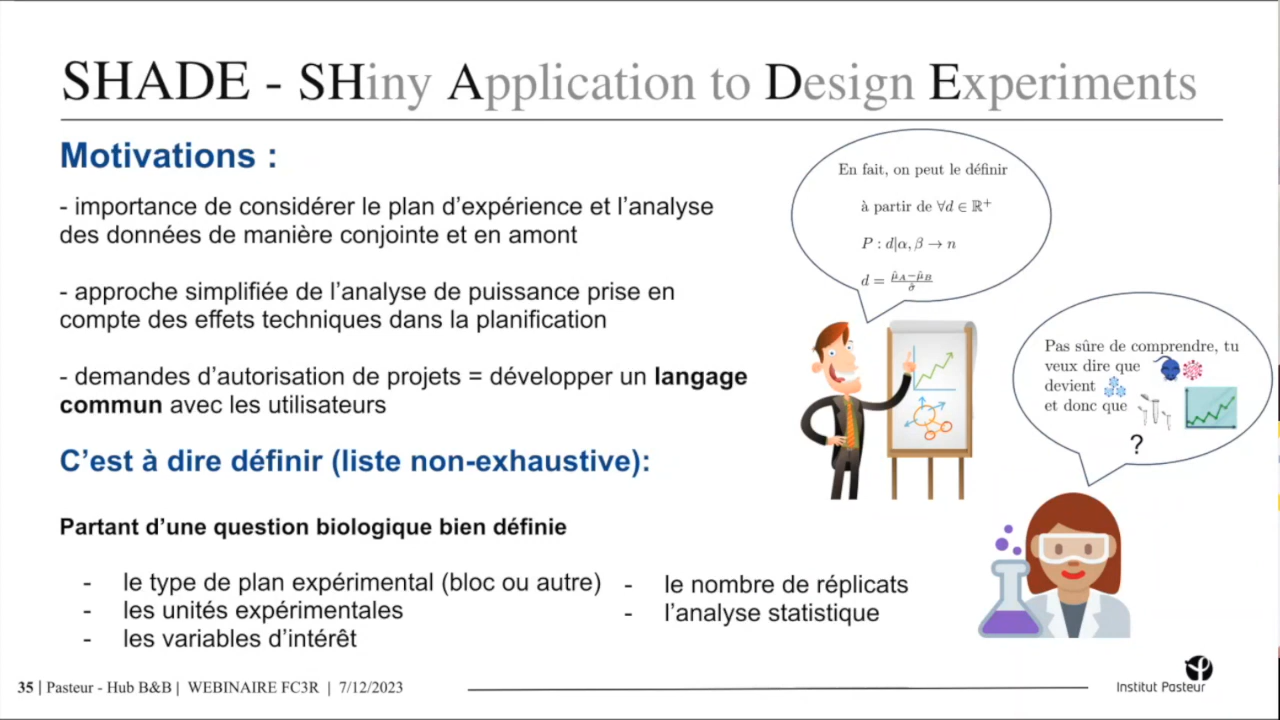 SHADE - SHiny Application to Design Experiments
Motivations :
- importance de considérer le plan d’expérience et l’analyse
des données de manière conjointe et en amont
- approche simplifiée de l’analyse de puissance prise en
compte des effets techniques dans la planification
- demandes d’autorisation de projets = développer un langage
commun avec les utilisateurs
En fait, on peut le définir
à partir de ∀d ∈ ℝ⁺
P : d|α, β → n
d = (μ̂_A − μ̂_B)/σ̂
Pas sûre de comprendre, tu
veux dire que
devient
et donc que
?
C’est à dire définir (liste non-exhaustive):
Partant d’une question biologique bien définie
- le type de plan expérimental (bloc ou autre)
- les unités expérimentales
- les variables d’intérêt
- le nombre de réplicats
- l’analyse statistique
35 | Pasteur - Hub B&B | WEBINAIRE FC3R | 7/12/2023
Institut Pasteur